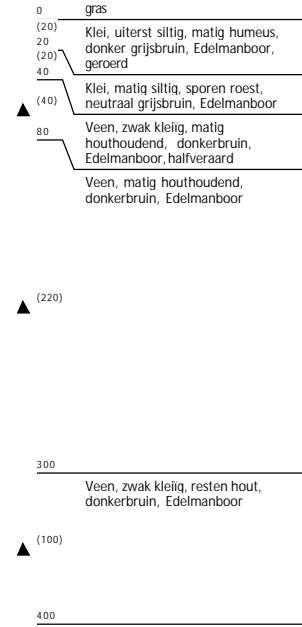 0
gras
(20)
Klei, uiterst siltig, matig humeus,
20
donker grijsbruin, Edelmanboor,
(20)
geroerd
40
Klei, matig siltig, sporen roest,
(40)
neutraal grijsbruin, Edelmanboor
80
Veen, zwak kleiïg, matig
houthoudend, donkerbruin,
Edelmanboor, halfveraard
Veen, matig houthoudend,
donkerbruin, Edelmanboor
(220)
300
Veen, zwak kleiïg, resten hout,
donkerbruin, Edelmanboor
(100)
400